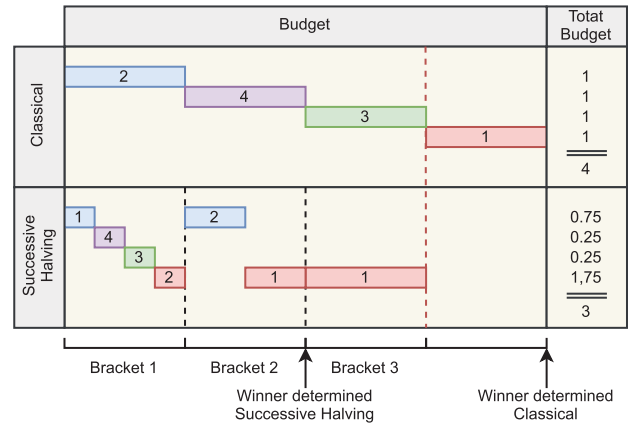 Budget
Totat
Budget
Classical
2
4
3
1
1
1
1
1
4
Successive
Halving
1
4
3
2
2
1
1
0.75
0.25
0.25
1,75
3
Bracket 1
Bracket 2
Bracket 3
Winner determined
Successive Halving
Winner determined
Classical